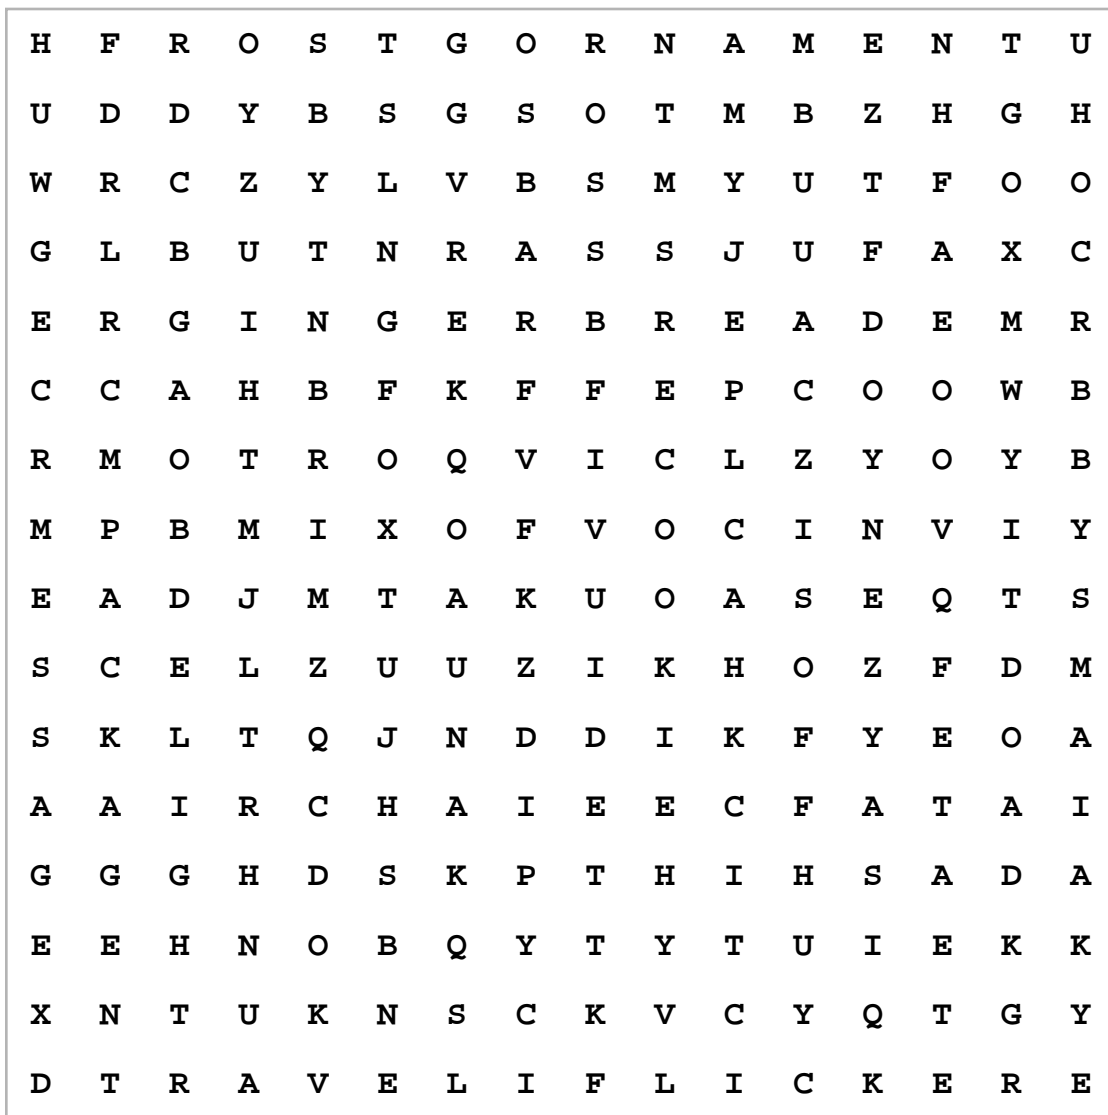 H F R O S T G O R N A M E N T U
U D D Y B S G S O T M B Z H G H
W R C Z Y L V B S M Y U T F O O
G L B U T N R A S S J U F A X C
E R G I N G E R B R E A D E M R
C C A H B F K F F E P C O O W B
R M O T R O Q V I C L Z Y O Y B
M P B M I X O F V O C I N V I Y
E A D J M T A K U O A S E Q T S
S C E L Z U U Z I K H O Z F D M
S K L T Q J N D D I K F Y E O A
A A I R C H A I E E C F A T A I
G G G H D S K P T H I H S A D A
E E H N O B Q Y T Y T U I E K K
X N T U K N S C K V C Y Q T G Y
D T R A V E L I F L I C K E R E